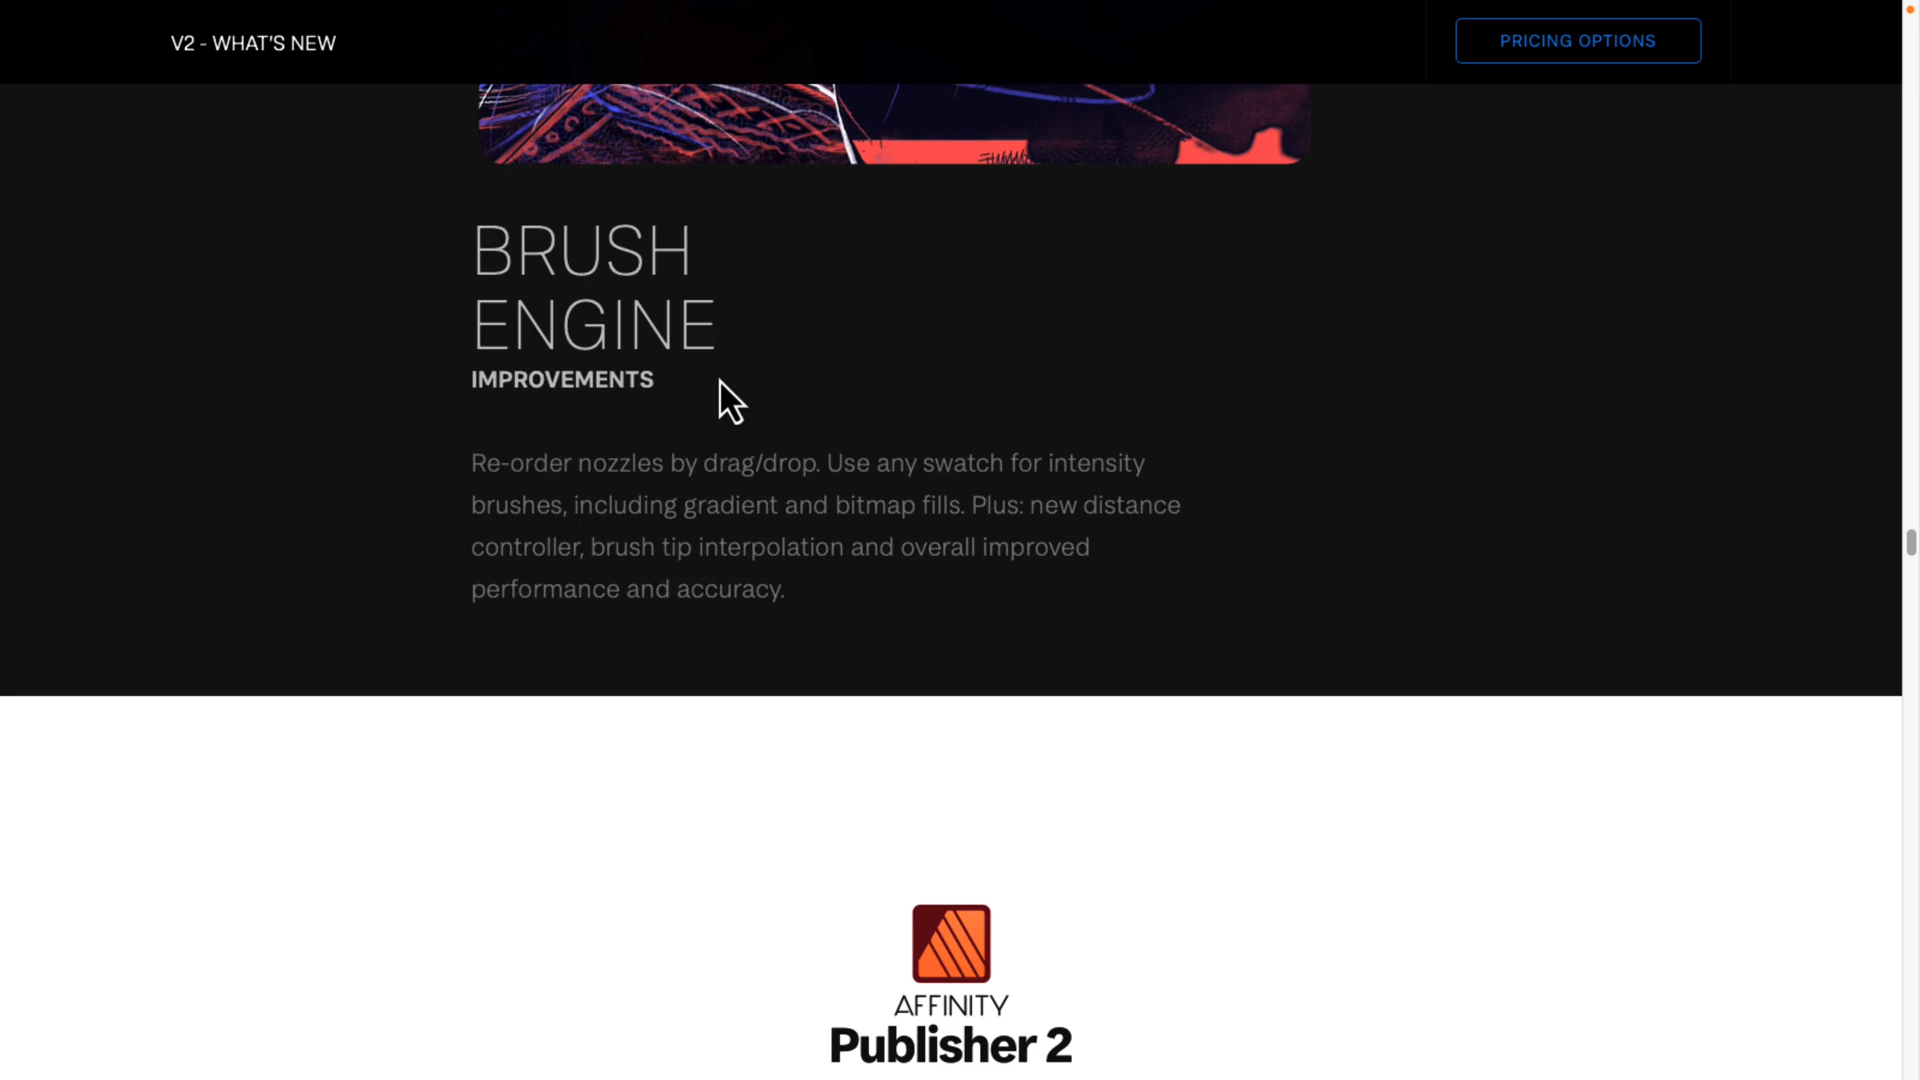 V2 - WHAT'S NEW
PRICING OPTIONS
BRUSH
ENGINE
IMPROVEMENTS
Re-order nozzles by drag/drop. Use any swatch for intensity
brushes, including gradient and bitmap fills. Plus: new distance
controller, brush tip interpolation and overall improved
performance and accuracy.
AFFINITY
Publisher 2